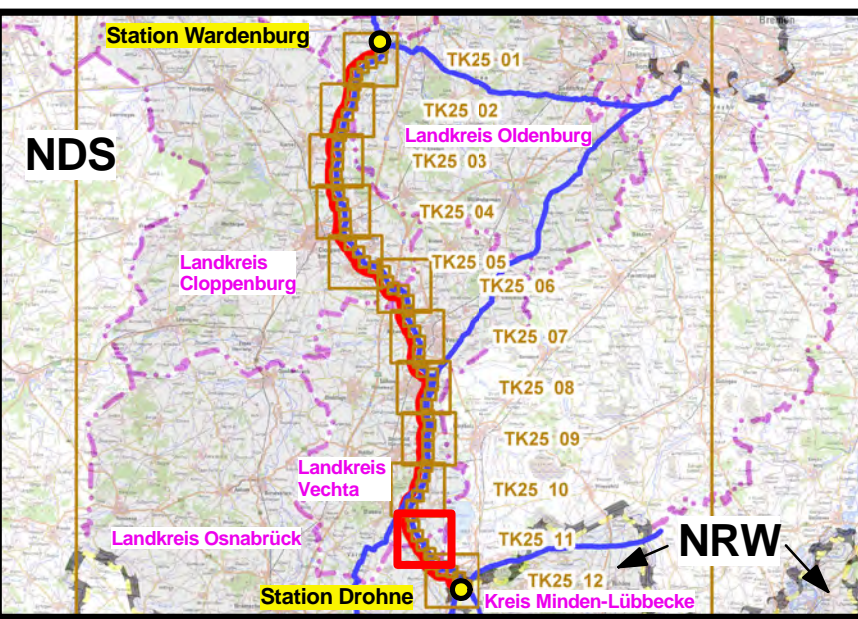 Bremen
Station Wardenburg
TK25 01
TK25 02
Landkreis Oldenburg
NDS
TK25 03
TK25 04
Landkreis
Cloppenburg
TK25 05
TK25 06
TK25 07
TK25 08
TK25 09
Landkreis
Vechta
TK25 10
Landkreis Osnabrück
TK25 11
NRW
TK25 12
Station Drohne
Kreis Minden-Lübbecke